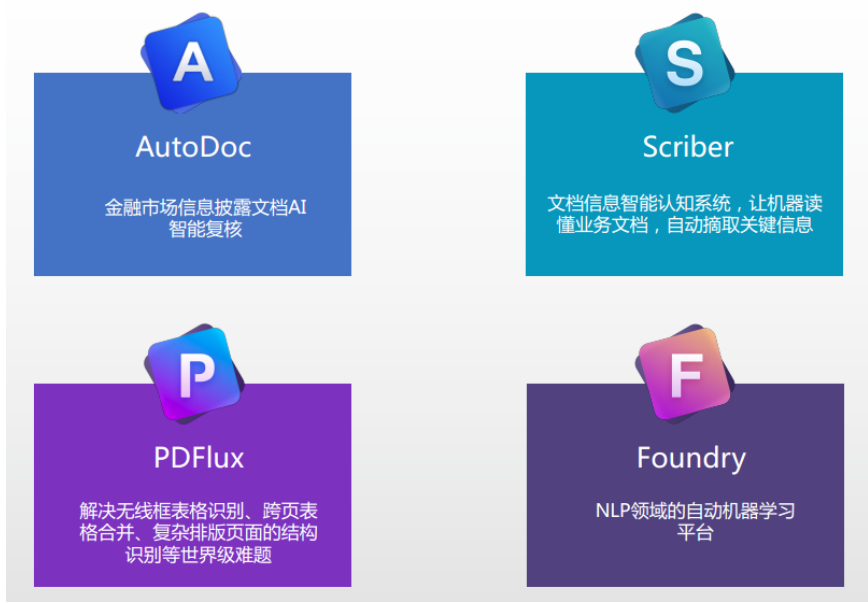 A
AutoDoc
金融市场信息披露文档AI
智能复核
S
Scriber
文档信息智能认知系统，让机器读
懂业务文档，自动摘取关键信息
P
PDFlux
解决无线框表格识别、跨页表
格合并、复杂排版页面的结构
识别等世界级难题
F
Foundry
NLP领域的自动机器学习
平台